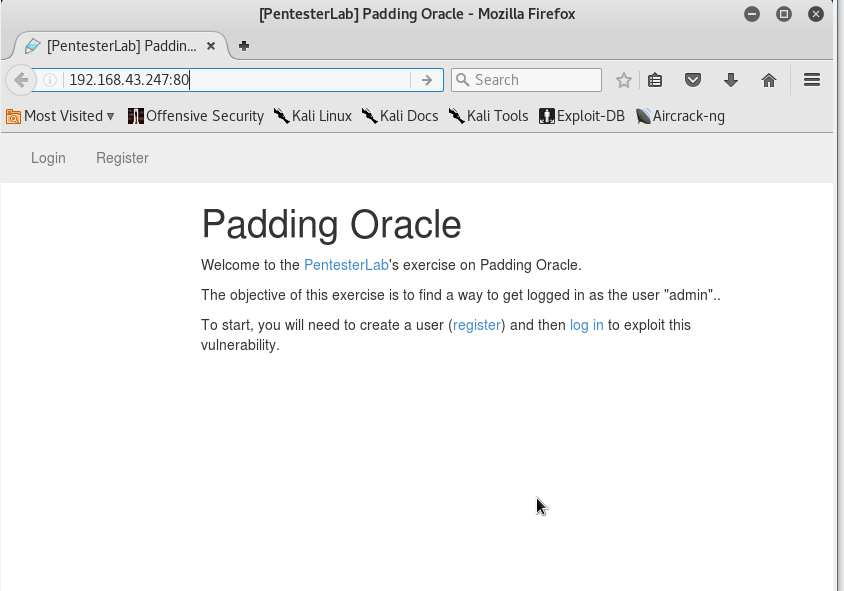 [PentesterLab] Padding Oracle - Mozilla Firefox
[PentesterLab] Paddin...
192.168.43.247:80
Search
Most Visited
Offensive Security
Kali Linux
Kali Docs
Kali Tools
Exploit-DB
Aircrack-ng
Login
Register
Padding Oracle
Welcome to the PentesterLab's exercise on Padding Oracle.
The objective of this exercise is to find a way to get logged in as the user "admin"..
To start, you will need to create a user (register) and then log in to exploit this
vulnerability.